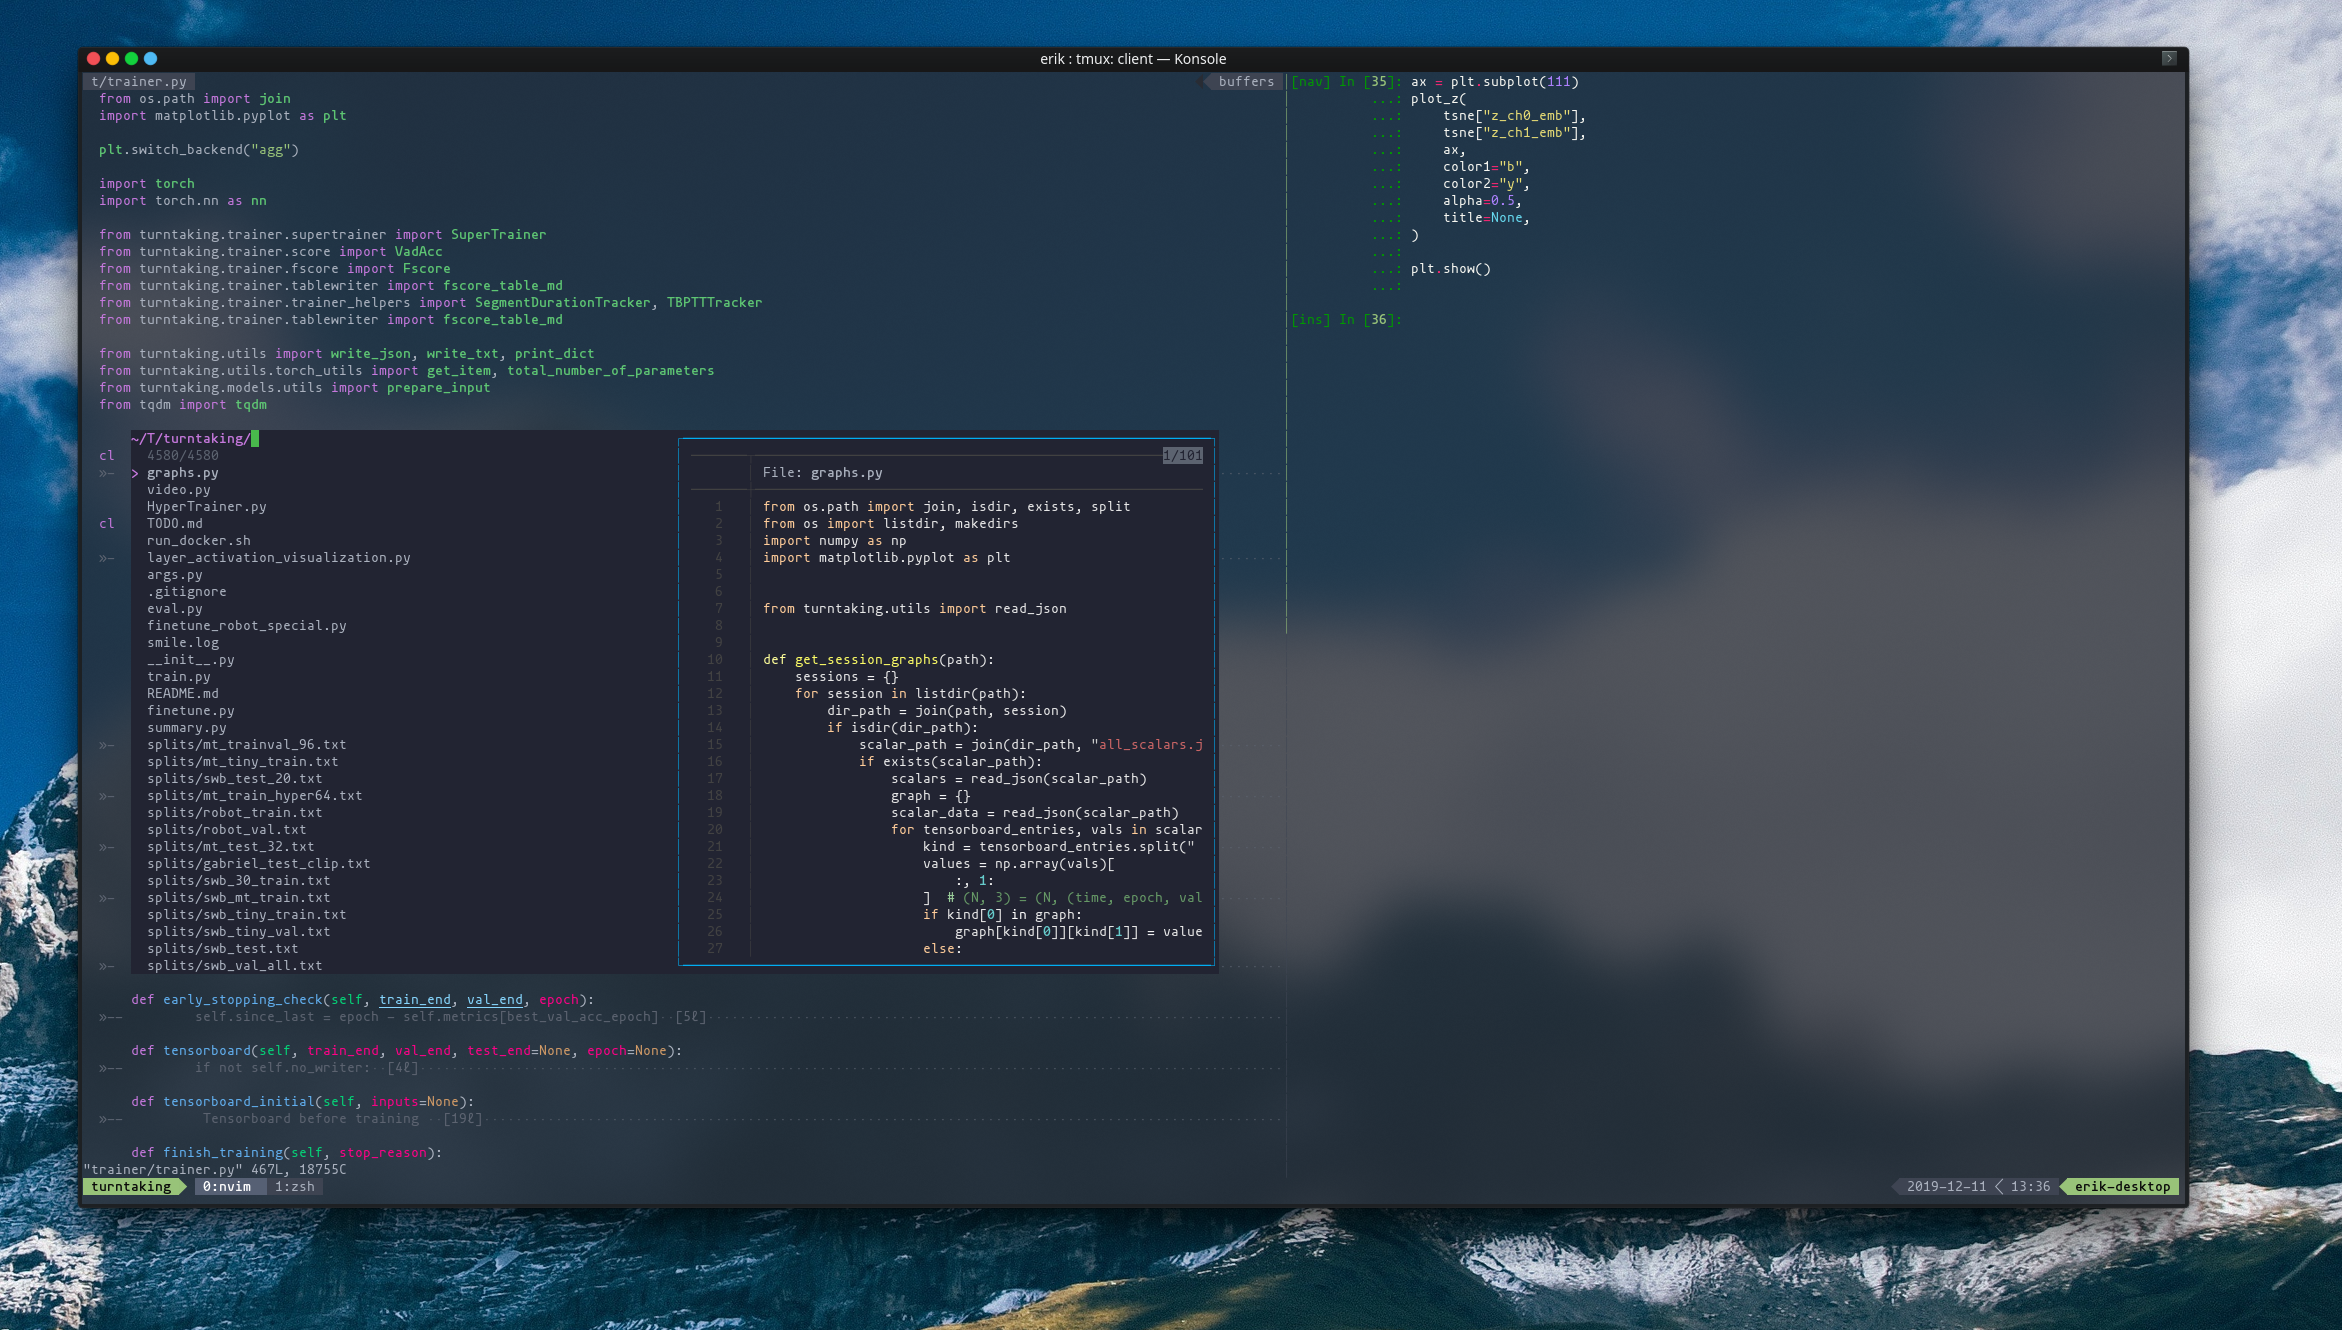 erik : tmux: client — Konsole
t/trainer.py
buffers
from os.path import join
import matplotlib.pyplot as plt
plt.switch_backend("agg")
import torch
import torch.nn as nn
from turntaking.trainer.supertrainer import SuperTrainer
from turntaking.trainer.score import VadAcc
from turntaking.trainer.fscore import Fscore
from turntaking.trainer.tablewriter import fscore_table_md
from turntaking.trainer.trainer_helpers import SegmentDurationTracker, TBPTTTracker
from turntaking.trainer.tablewriter import fscore_table_md
from turntaking.utils import write_json, write_txt, print_dict
from turntaking.utils.torch_utils import get_item, total_number_of_parameters
from turntaking.models.utils import prepare_input
from tqdm import tqdm
~/T/turntaking/
cl
4580/4580
»–
> graphs.py
video.py
HyperTrainer.py
cl
TODO.md
run_docker.sh
»–
layer_activation_visualization.py
args.py
.gitignore
eval.py
finetune_robot_special.py
smile.log
__init__.py
train.py
README.md
finetune.py
summary.py
»–
splits/mt_trainval_96.txt
splits/mt_tiny_train.txt
splits/swb_test_20.txt
»–
splits/mt_train_hyper64.txt
splits/robot_train.txt
splits/robot_val.txt
»–
splits/mt_test_32.txt
splits/gabriel_test_clip.txt
splits/swb_30_train.txt
»–
splits/swb_mt_train.txt
splits/swb_tiny_train.txt
splits/swb_tiny_val.txt
splits/swb_test.txt
»–
splits/swb_val_all.txt
1/101
File: graphs.py
1 from os.path import join, isdir, exists, split
2 from os import listdir, makedirs
3 import numpy as np
4 import matplotlib.pyplot as plt
5
6
7 from turntaking.utils import read_json
8
9
10 def get_session_graphs(path):
11     sessions = {}
12     for session in listdir(path):
13         dir_path = join(path, session)
14         if isdir(dir_path):
15             scalar_path = join(dir_path, "all_scalars.j
16             if exists(scalar_path):
17                 scalars = read_json(scalar_path)
18                 graph = {}
19                 scalar_data = read_json(scalar_path)
20                 for tensorboard_entries, vals in scalar
21                     kind = tensorboard_entries.split("
22                     values = np.array(vals)[
23                         :, 1:
24                     ]  # (N, 3) = (N, (time, epoch, val
25                     if kind[0] in graph:
26                         graph[kind[0]][kind[1]] = value
27                     else:
def early_stopping_check(self, train_end, val_end, epoch):
»–– self.since_last = epoch – self.metrics[best_val_acc_epoch]··[5ℓ]
def tensorboard(self, train_end, val_end, test_end=None, epoch=None):
»–– if not self.no_writer:··[4ℓ]
def tensorboard_initial(self, inputs=None):
»–– Tensorboard before training ··[19ℓ]
def finish_training(self, stop_reason):
"trainer/trainer.py" 467L, 18755C
turntaking 0:nvim 1:zsh
[nav] In [35]: ax = plt.subplot(111)
...: plot_z(
...:     tsne["z_ch0_emb"],
...:     tsne["z_ch1_emb"],
...:     ax,
...:     color1="b",
...:     color2="y",
...:     alpha=0.5,
...:     title=None,
...: )
...:
...: plt.show()
...:
[ins] In [36]:
2019-12-11 < 13:36 erik-desktop